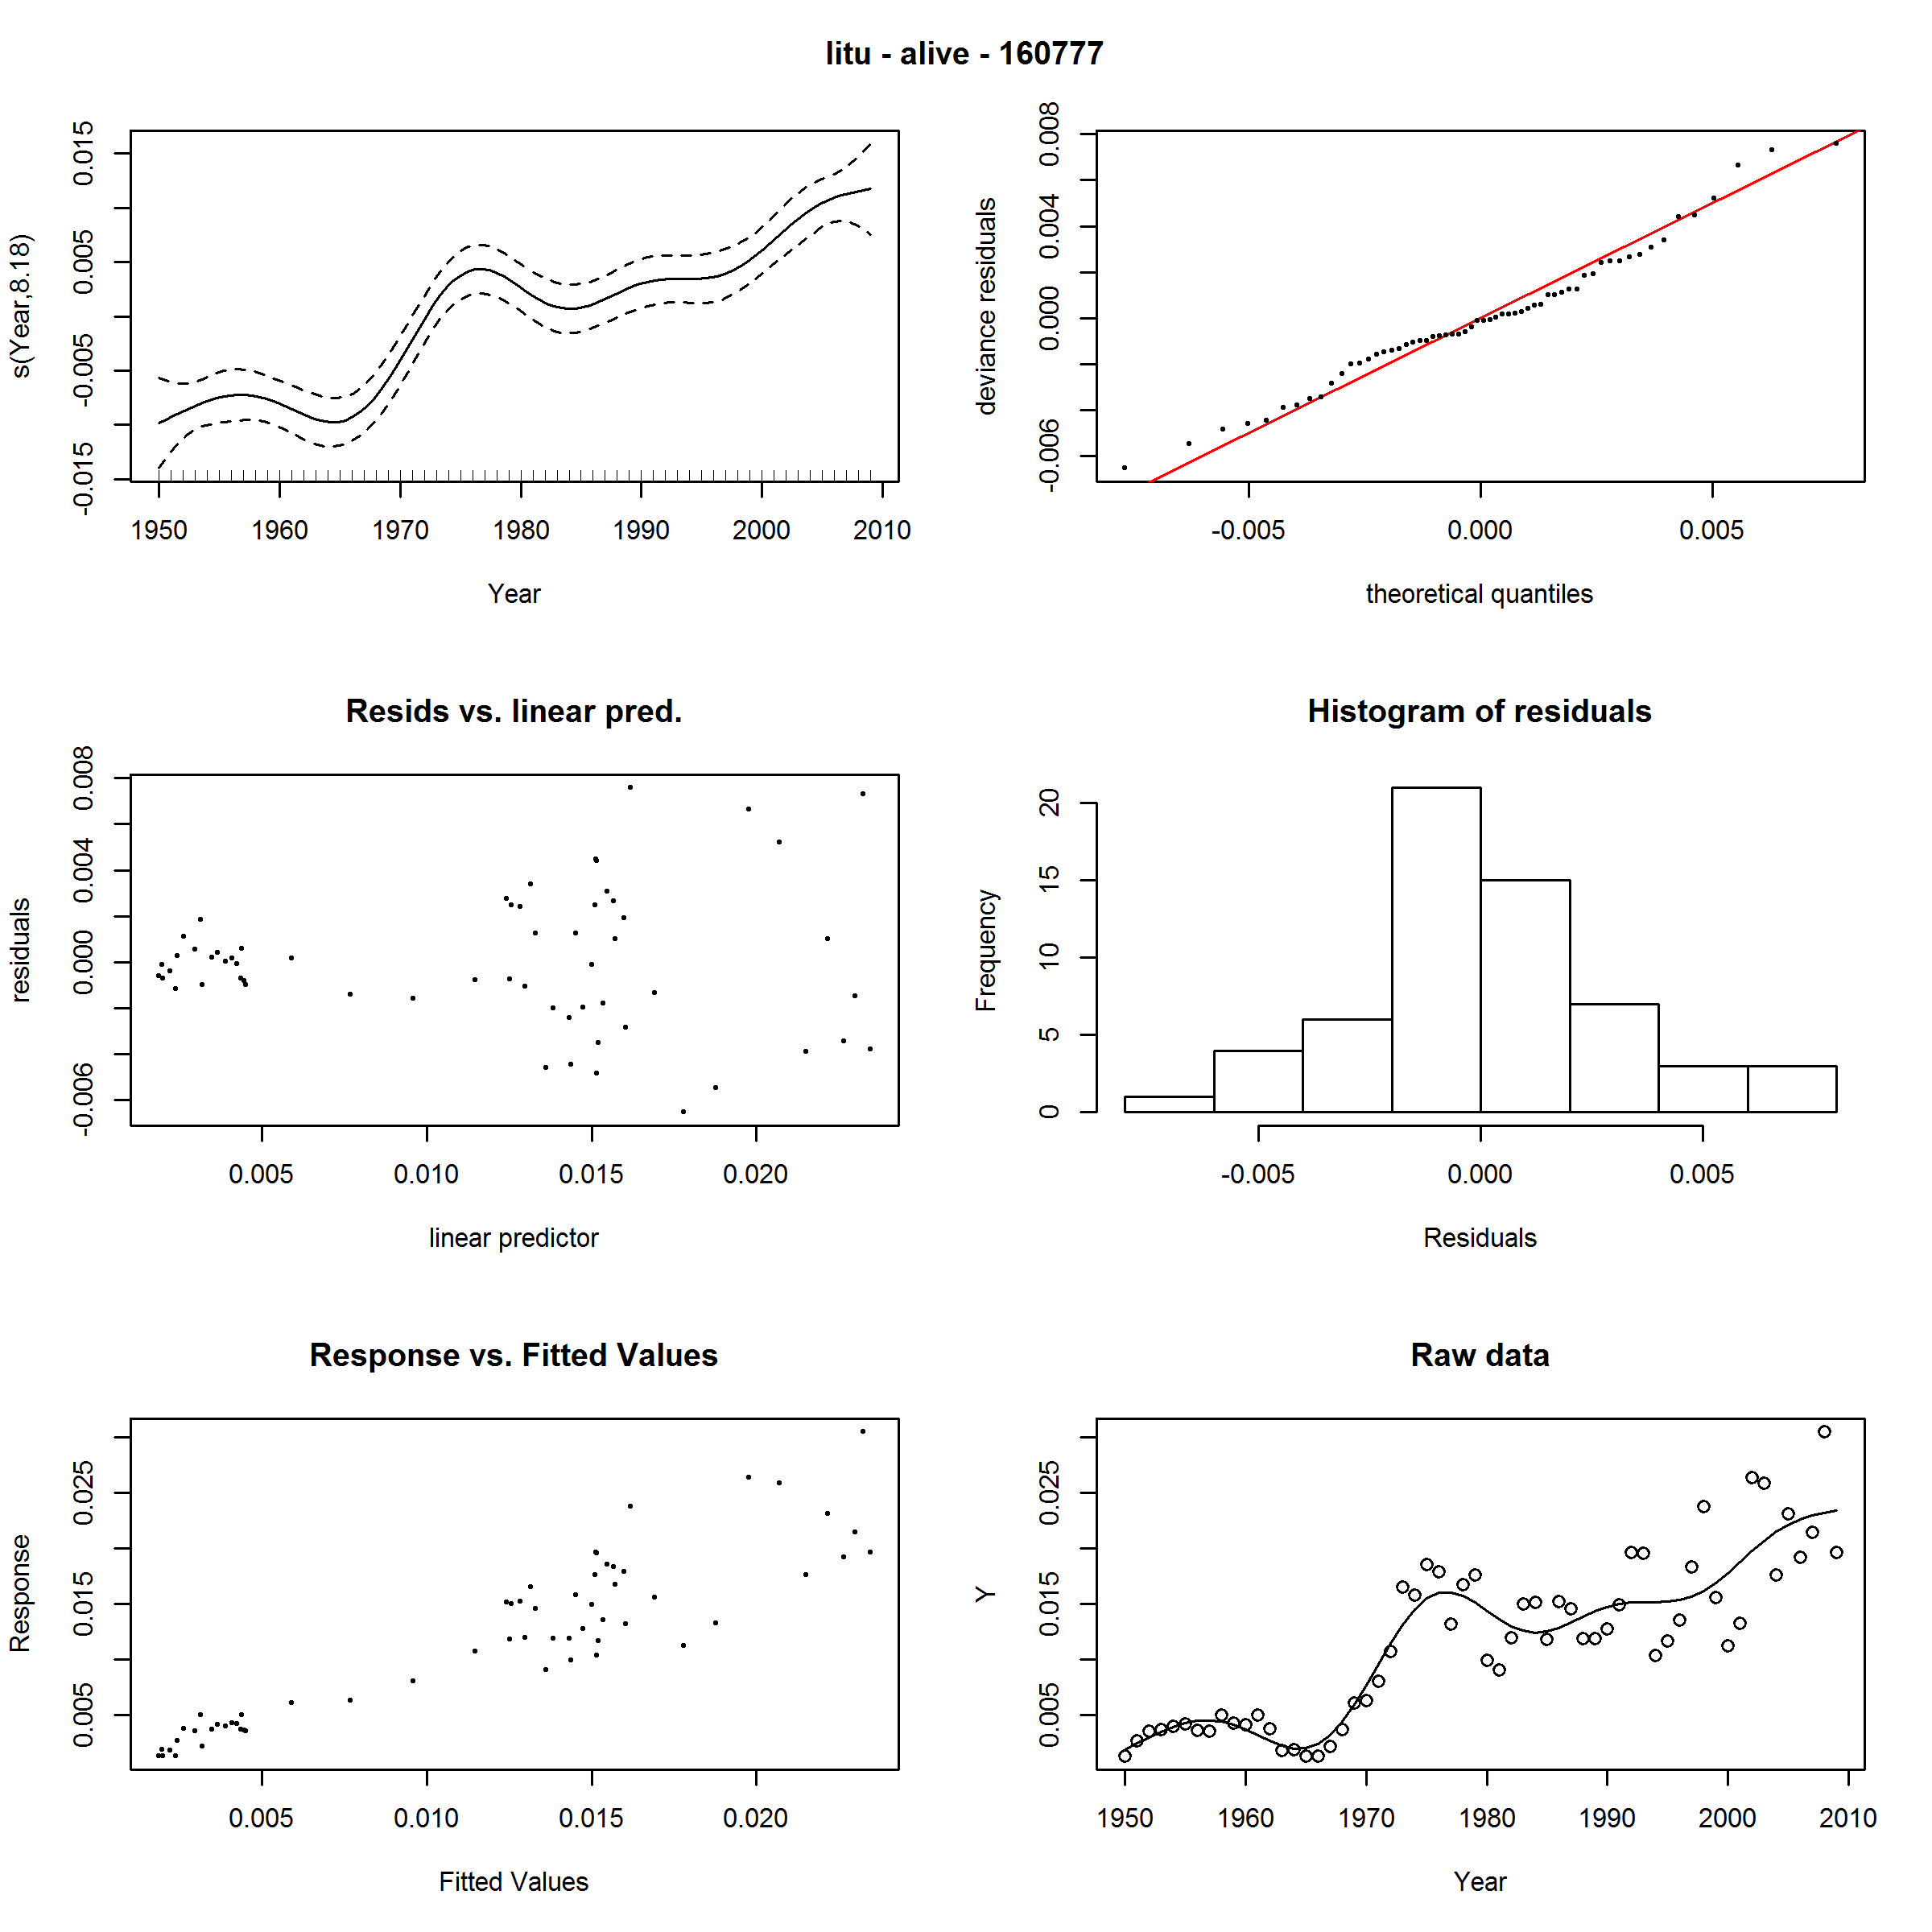 litu - alive - 160777
s(Year,8.18)
-0.015 -0.005 0.005 0.015
1950 1960 1970 1980 1990 2000 2010
Year
deviance residuals
-0.006 0.000 0.004 0.008
-0.005 0.000 0.005
theoretical quantiles
Resids vs. linear pred.
residuals
-0.006 0.000 0.004 0.008
0.005 0.010 0.015 0.020
linear predictor
Histogram of residuals
Frequency
0 5 10 15 20
-0.005 0.000 0.005
Residuals
Response vs. Fitted Values
Response
0.005 0.015 0.025
0.005 0.010 0.015 0.020
Fitted Values
Raw data
Y
0.005 0.015 0.025
1950 1960 1970 1980 1990 2000 2010
Year